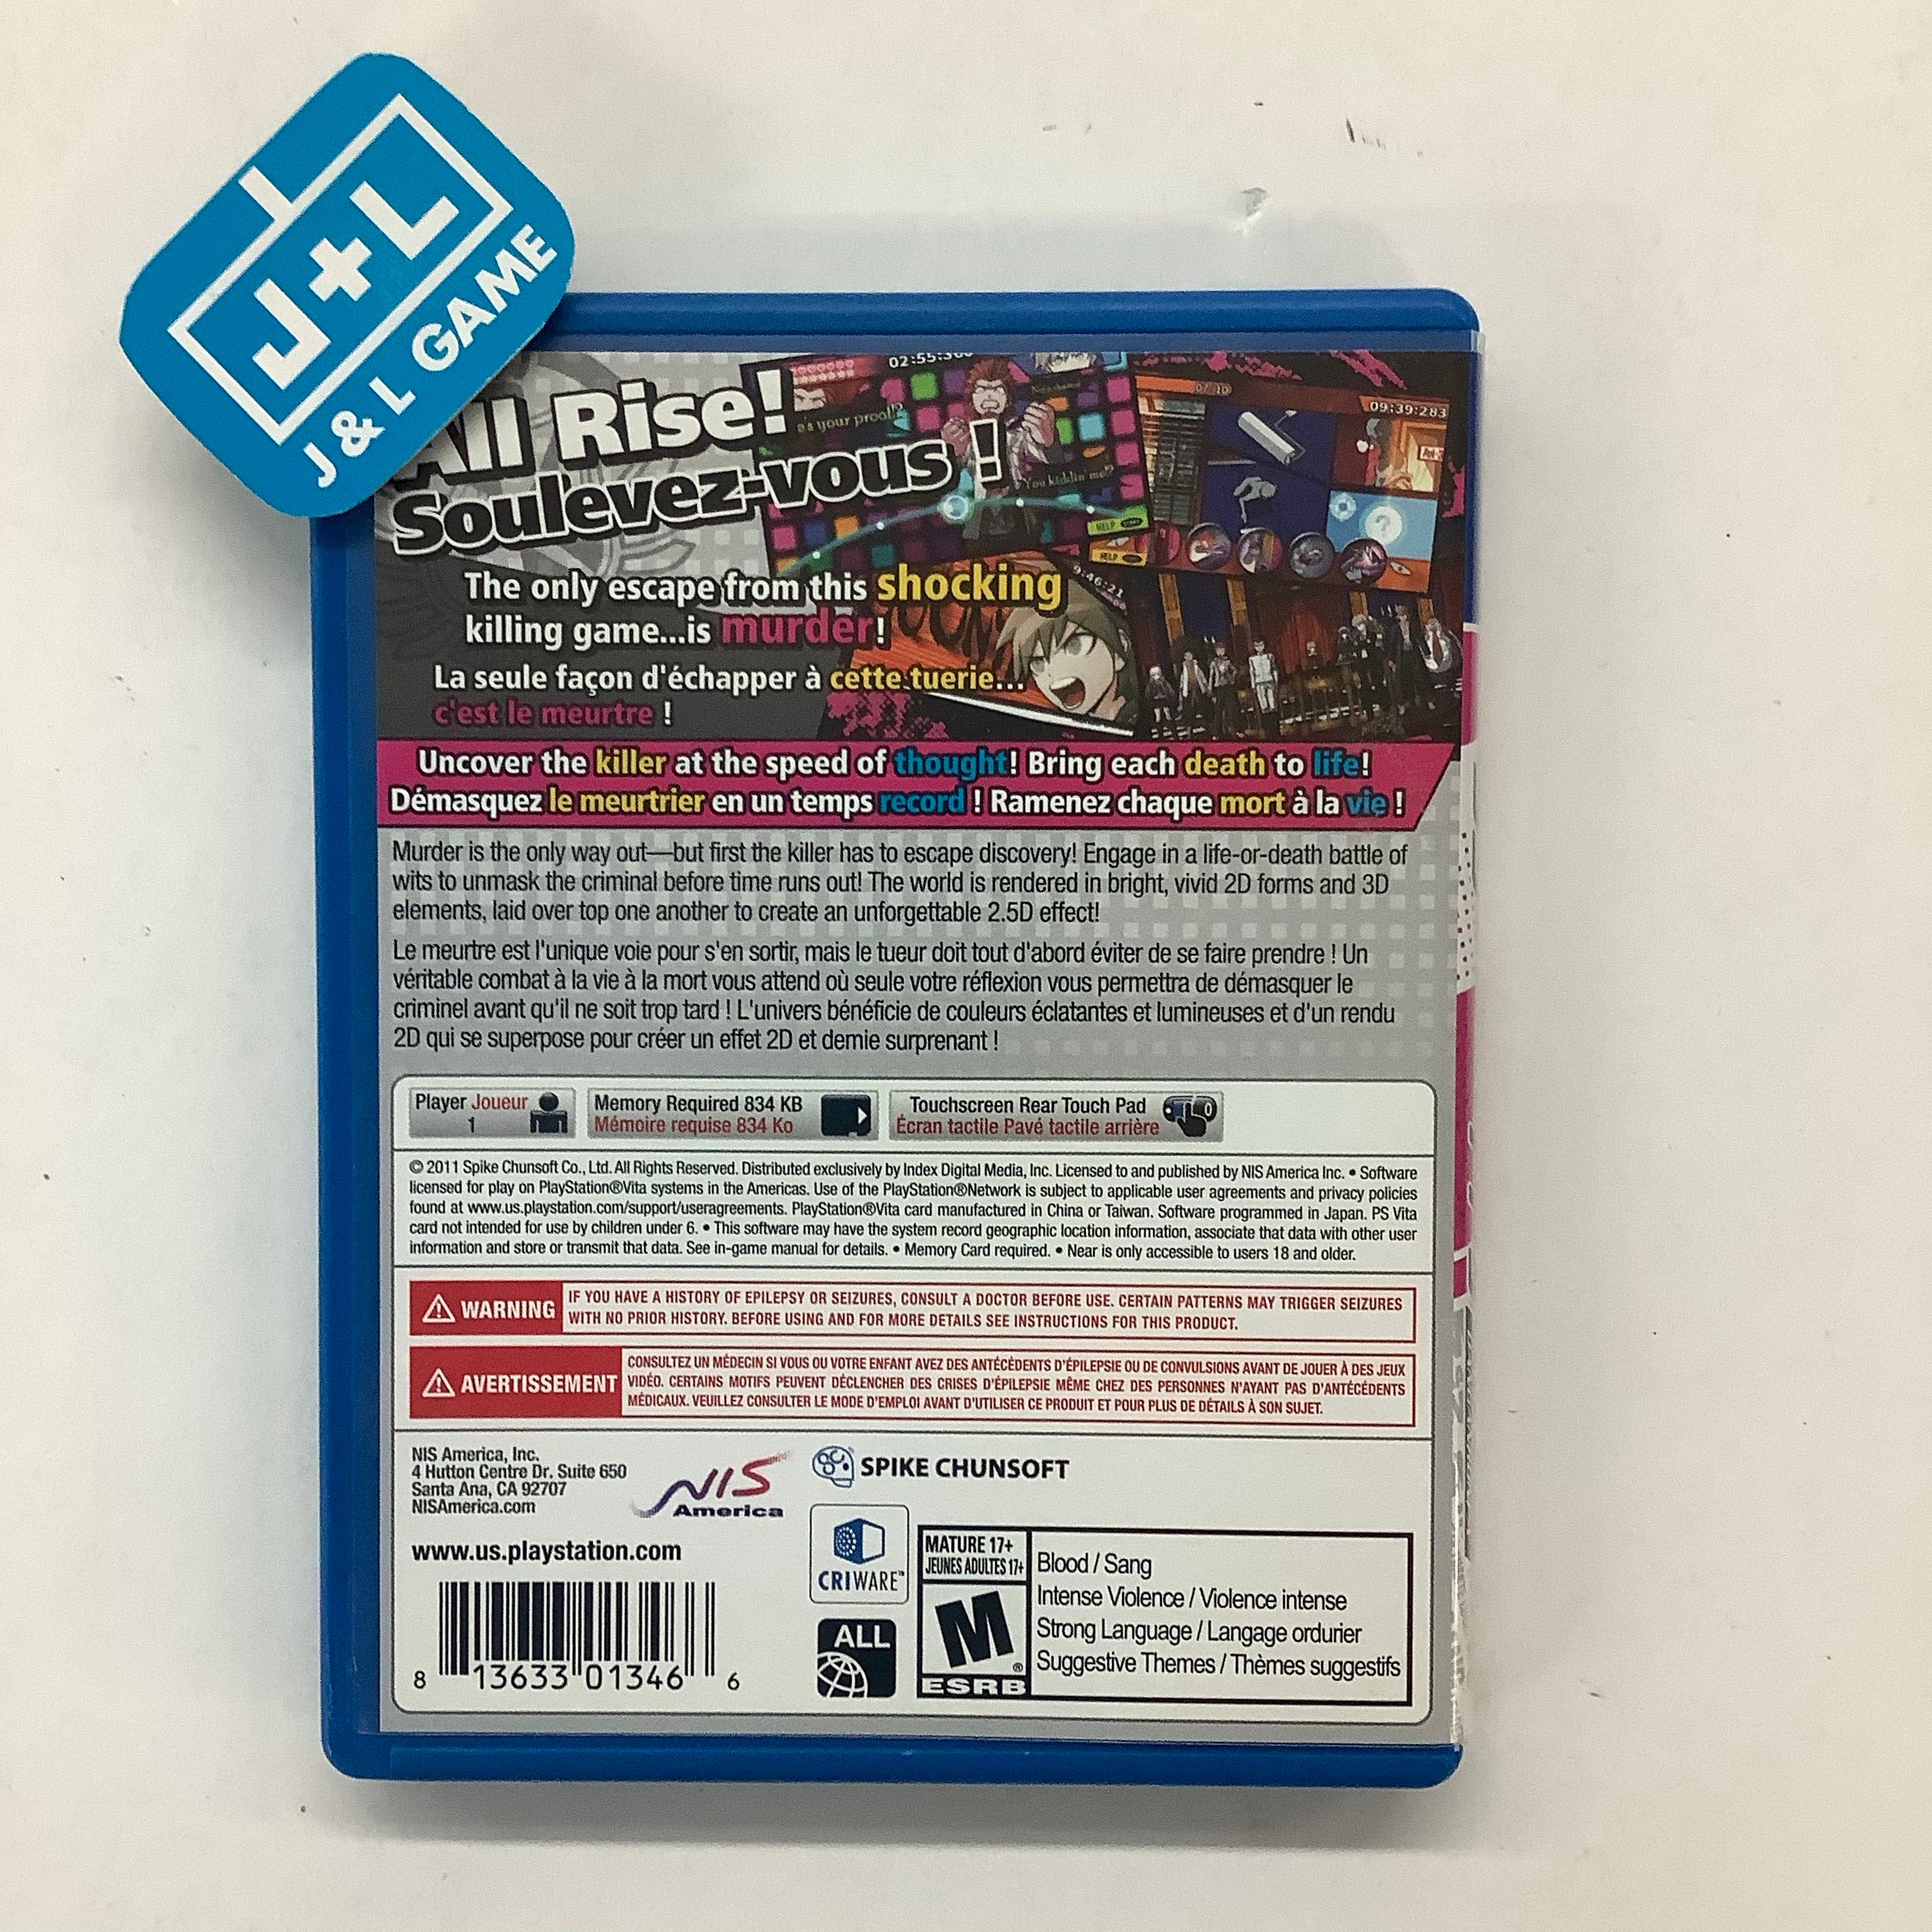 J+L
J & L GAME
All Rise!
Soulevez-vous !
02:55:3
as your proof!?
You kiddin' me!?
HELP
HELP
07/10
09:39:283
9:46:21
The only escape from this shocking
killing game...is murder!
La seule façon d'échapper à cette tuerie...
c'est le meurtre !
Uncover the killer at the speed of thought! Bring each death to life!
Démasquez le meurtrier en un temps record ! Ramenez chaque mort à la vie !
Murder is the only way out—but first the killer has to escape discovery! Engage in a life-or-death battle of
wits to unmask the criminal before time runs out! The world is rendered in bright, vivid 2D forms and 3D
elements, laid over top one another to create an unforgettable 2.5D effect!
Le meurtre est l'unique voie pour s'en sortir, mais le tueur doit tout d'abord éviter de se faire prendre ! Un
véritable combat à la vie à la mort vous attend où seule votre réflexion vous permettra de démasquer le
criminel avant qu'il ne soit trop tard ! L'univers bénéficie de couleurs éclatantes et lumineuses et d'un rendu
2D qui se superpose pour créer un effet 2D et demie surprenant !
Player Joueur
1
Memory Required 834 KB
Mémoire requise 834 Ko
Touchscreen Rear Touch Pad
Écran tactile Pavé tactile arrière
© 2011 Spike Chunsoft Co., Ltd. All Rights Reserved. Distributed exclusively by Index Digital Media, Inc. Licensed to and published by NIS America Inc. • Software
licensed for play on PlayStation®Vita systems in the Americas. Use of the PlayStation®Network is subject to applicable user agreements and privacy policies
found at www.us.playstation.com/support/useragreements. PlayStation®Vita card manufactured in China or Taiwan. Software programmed in Japan. PS Vita
card not intended for use by children under 6. • This software may have the system record geographic location information, associate that data with other user
information and store or transmit that data. See in-game manual for details. • Memory Card required. • Near is only accessible to users 18 and older.
WARNING
IF YOU HAVE A HISTORY OF EPILEPSY OR SEIZURES, CONSULT A DOCTOR BEFORE USE. CERTAIN PATTERNS MAY TRIGGER SEIZURES
WITH NO PRIOR HISTORY. BEFORE USING AND FOR MORE DETAILS SEE INSTRUCTIONS FOR THIS PRODUCT.
AVERTISSEMENT
CONSULTEZ UN MÉDECIN SI VOUS OU VOTRE ENFANT AVEZ DES ANTÉCÉDENTS D'ÉPILEPSIE OU DE CONVULSIONS AVANT DE JOUER À DES JEUX
VIDÉO. CERTAINS MOTIFS PEUVENT DÉCLENCHER DES CRISES D'ÉPILEPSIE MÊME CHEZ DES PERSONNES N'AYANT PAS D'ANTÉCÉDENTS
MÉDICAUX. VEUILLEZ CONSULTER LE MODE D'EMPLOI AVANT D'UTILISER CE PRODUIT ET POUR PLUS DE DÉTAILS À SON SUJET.
NIS America, Inc.
4 Hutton Centre Dr. Suite 650
Santa Ana, CA 92707
NISAmerica.com
NIS
America
SPIKE CHUNSOFT
www.us.playstation.com
8 13633 01346 6
CRIWARE™
ALL
MATURE 17+
JEUNES ADULTES 17+
M®
ESRB
Blood / Sang
Intense Violence / Violence intense
Strong Language / Langage ordurier
Suggestive Themes / Thèmes suggestifs